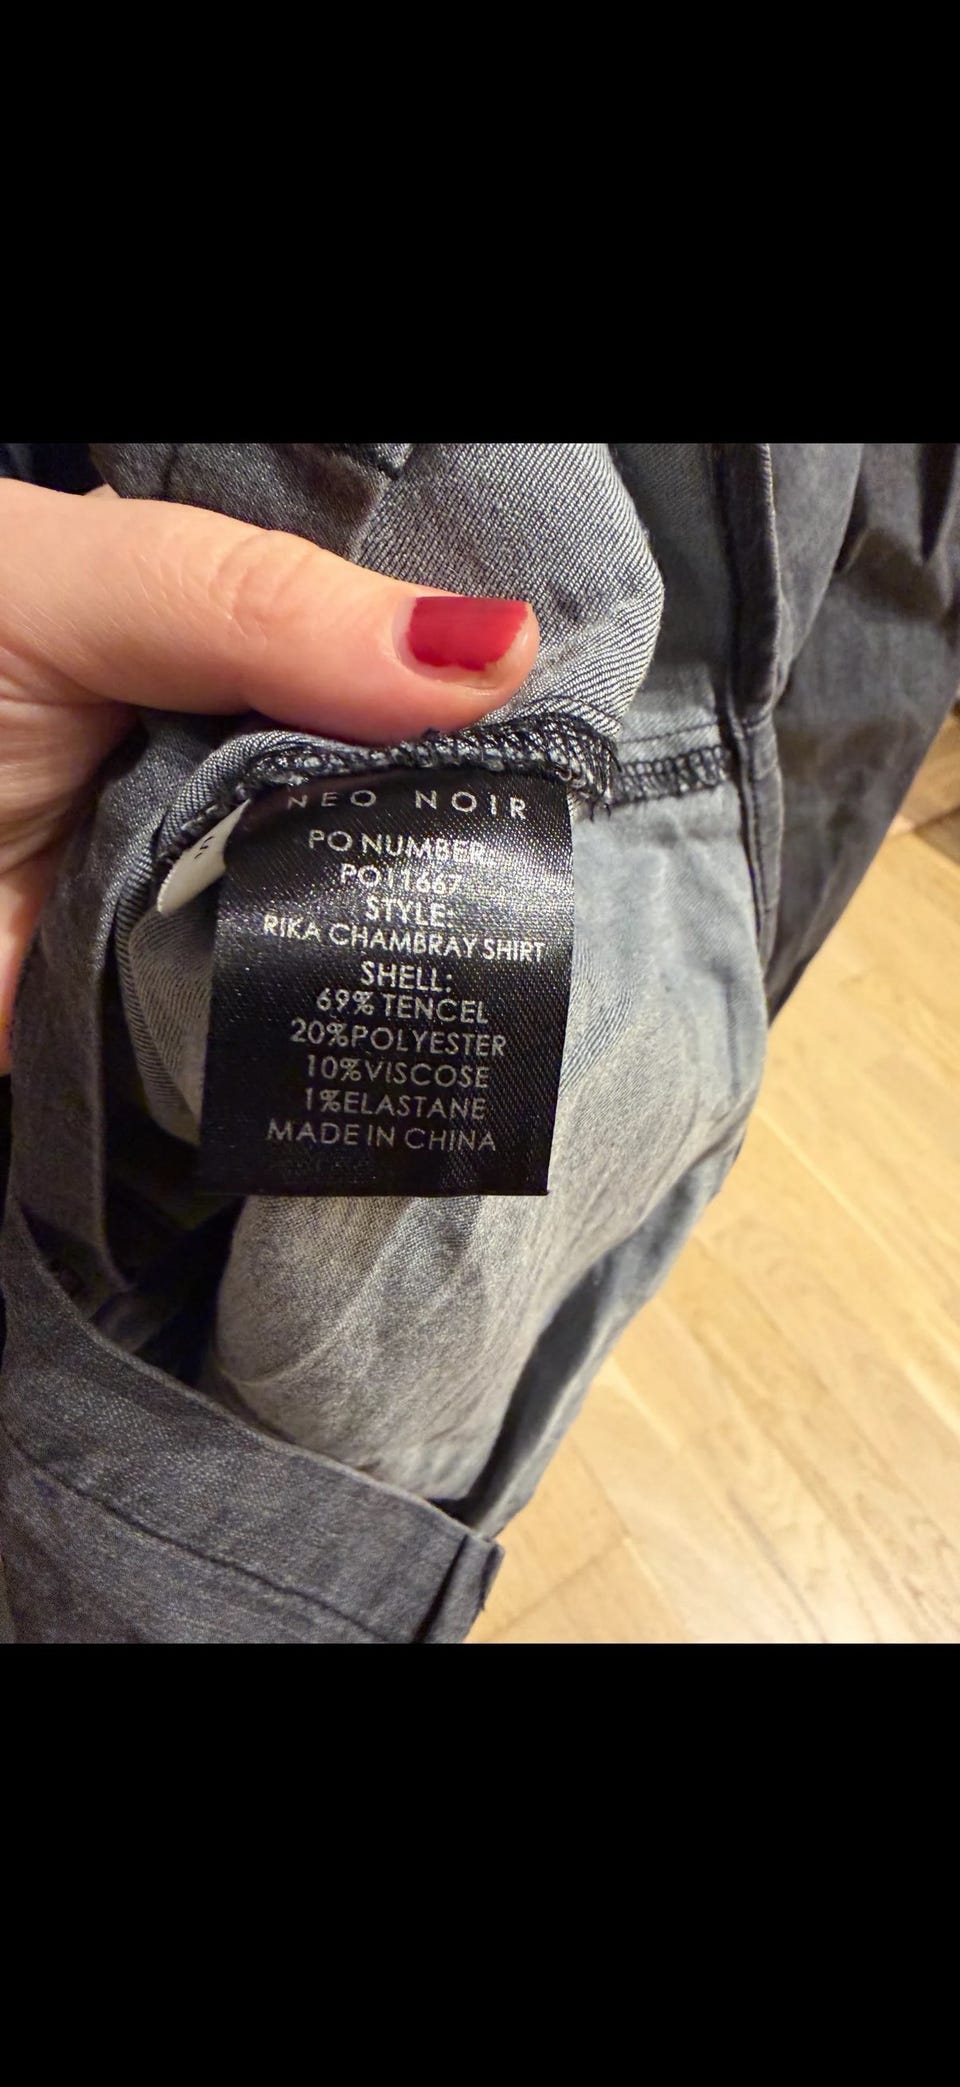 NEO NOIR
PO NUMBER:
PO11667
STYLE:
RIKA CHAMBRAY SHIRT
SHELL:
69% TENCEL
20%POLYESTER
10%VISCOSE
1%ELASTANE
MADE IN CHINA